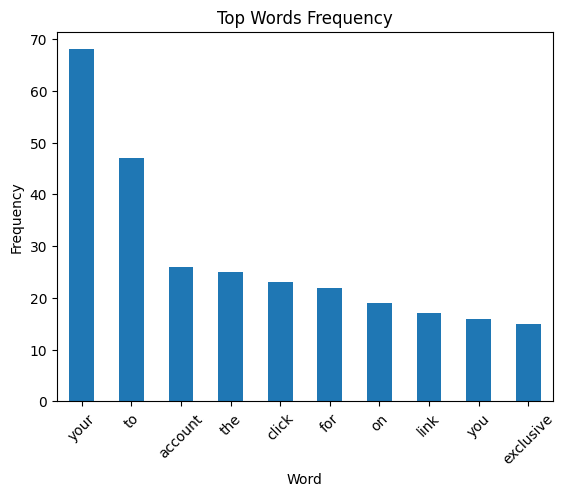 Top Words Frequency
Frequency
70
60
50
40
30
20
10
0
your
to
account
the
click
for
on
link
you
exclusive
Word